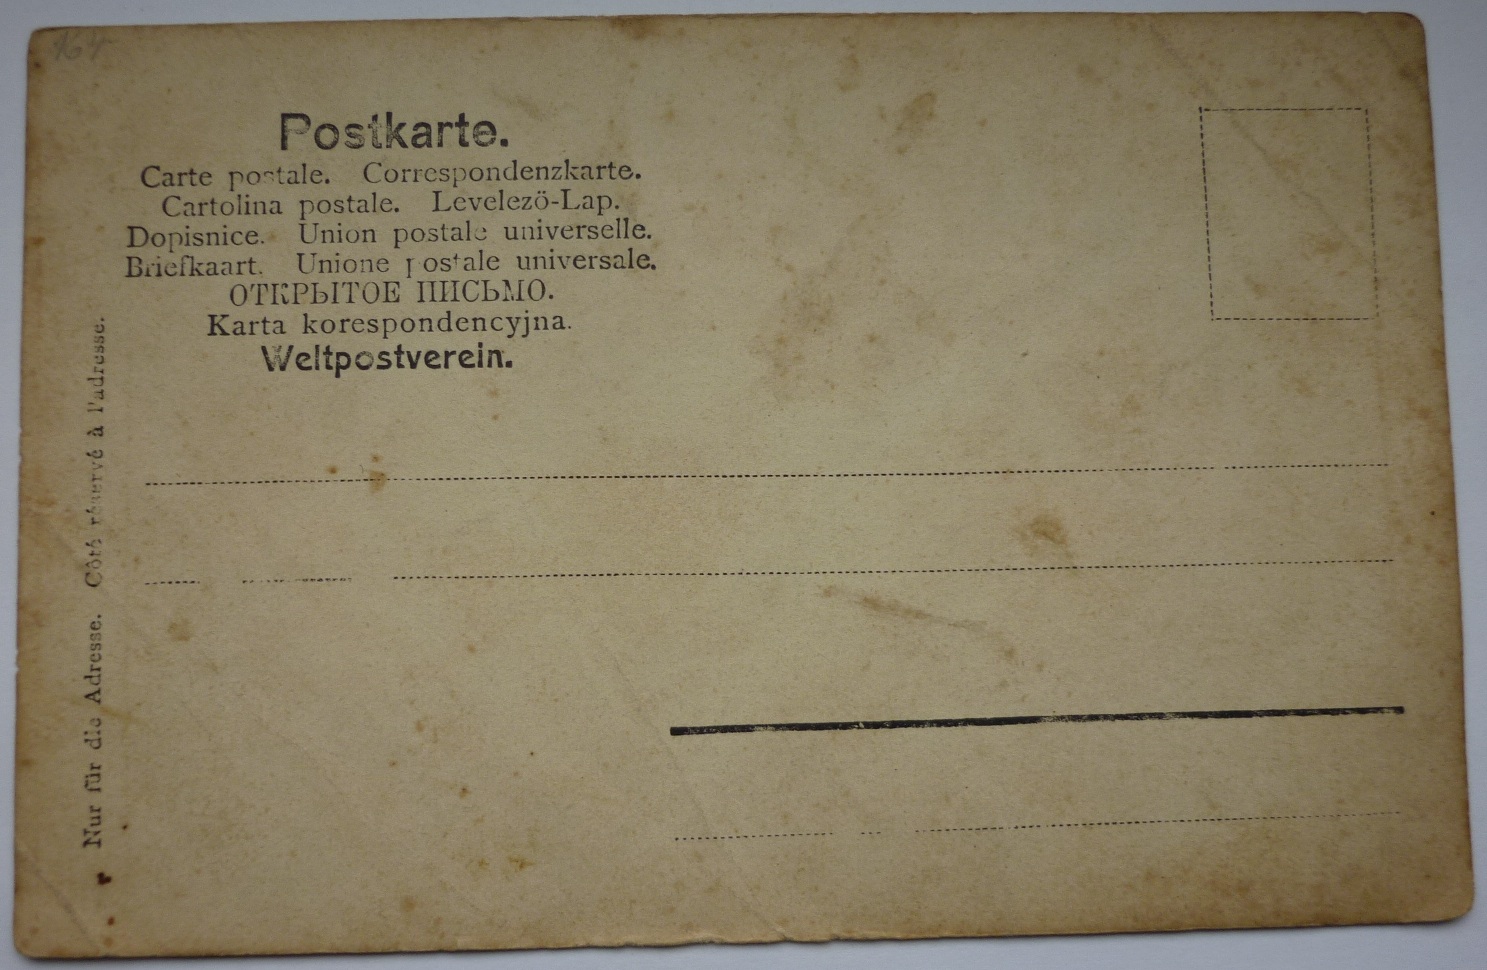 Postkarte.
Carte postale. Correspondenzkarte.
Cartolina postale. Levelezö-Lap.
Dopisnice. Union postale universelle.
Briefkaart. Unione postale universale.
ОТКРЫТОЕ ПИСЬМО.
Karta korespondencyjna.
Weltpostverein.
Nur für die Adresse. Côté réservé à l'adresse.